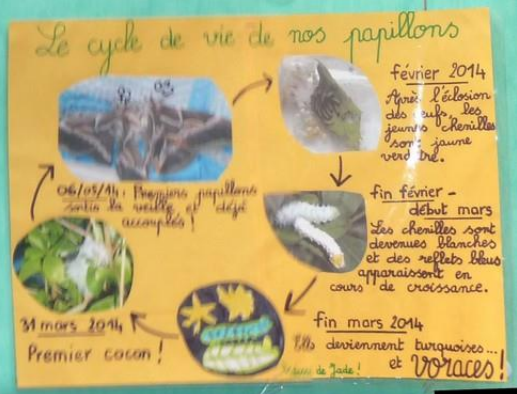 Le cycle de vie de nos papillons
février 2014
Après l'éclosion
des œufs, les
jeunes chenilles
sont jaune
verdâtre.
fin février -
début mars
Les chenilles sont
devenues blanches
et des reflets bleus
apparaissent en
cours de croissance.
fin mars 2014
Elles deviennent turquoises...
et voraces!
de Jade!
31 mars 2014
Premier cocon !
06/05/14: Premiers papillons
sortis la veille et déjà
accouplés !